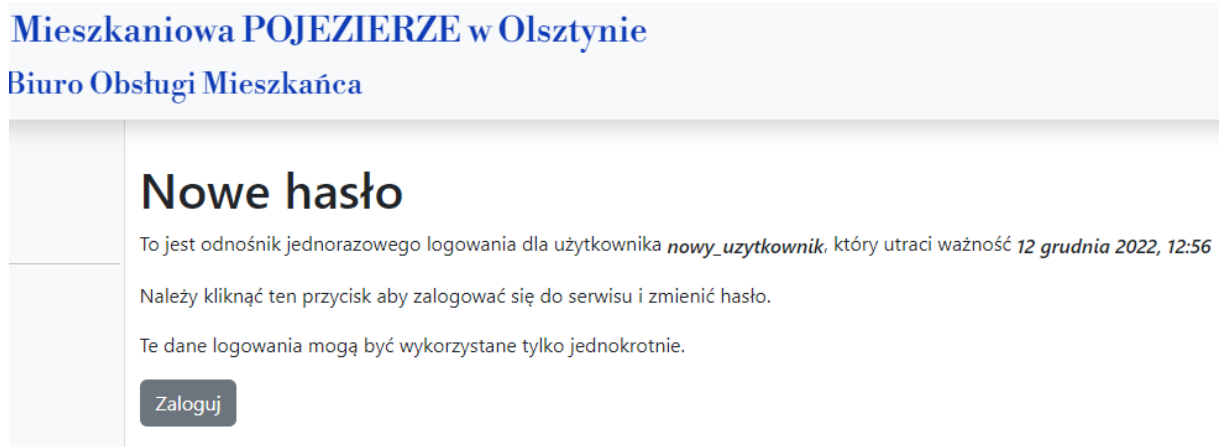 Mieszkaniowa POJEZIERZE w Olsztynie
Biuro Obsługi Mieszkańca
Nowe hasło
To jest odnośnik jednorazowego logowania dla użytkownika nowy_uzytkownik, który utraci ważność 12 grudnia 2022, 12:56
Należy kliknąć ten przycisk aby zalogować się do serwisu i zmienić hasło.
Te dane logowania mogą być wykorzystane tylko jednokrotnie.
Zaloguj